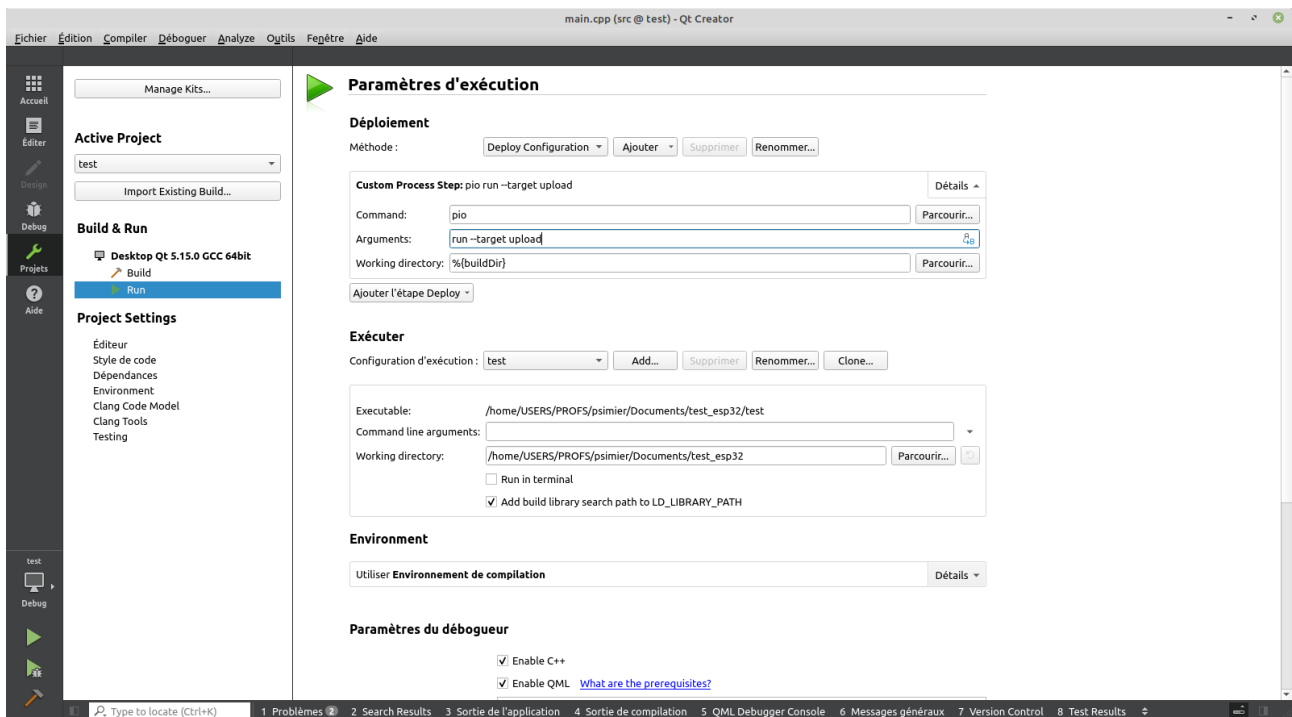 main.cpp (src @ test) - Qt Creator
Fichier Édition Compiler Déboguer Analyze Outils Fenêtre Aide
Accueil
Éditer
Design
Debug
Projets
Aide
test
Debug
Manage Kits...
Active Project
test
Import Existing Build...
Build & Run
Desktop Qt 5.15.0 GCC 64bit
Build
Run
Project Settings
Éditeur
Style de code
Dépendances
Environment
Clang Code Model
Clang Tools
Testing
Paramètres d'exécution
Déploiement
Méthode : Deploy Configuration Ajouter Supprimer Renommer...
Custom Process Step: pio run --target upload Détails
Command: pio Parcourir...
Arguments: run --target upload
Working directory: %{buildDir} Parcourir...
Ajouter l'étape Deploy
Exécuter
Configuration d'exécution : test Add... Supprimer Renommer... Clone...
Executable: /home/USERS/PROFS/psimier/Documents/test_esp32/test
Command line arguments:
Working directory: /home/USERS/PROFS/psimier/Documents/test_esp32 Parcourir...
Run in terminal
Add build library search path to LD_LIBRARY_PATH
Environment
Utiliser Environnement de compilation Détails
Paramètres du débogueur
Enable C++
Enable QML What are the prerequisites?
Type to locate (Ctrl+K) 1 Problèmes 2 2 Search Results 3 Sortie de l'application 4 Sortie de compilation 5 QML Debugger Console 6 Messages généraux 7 Version Control 8 Test Results